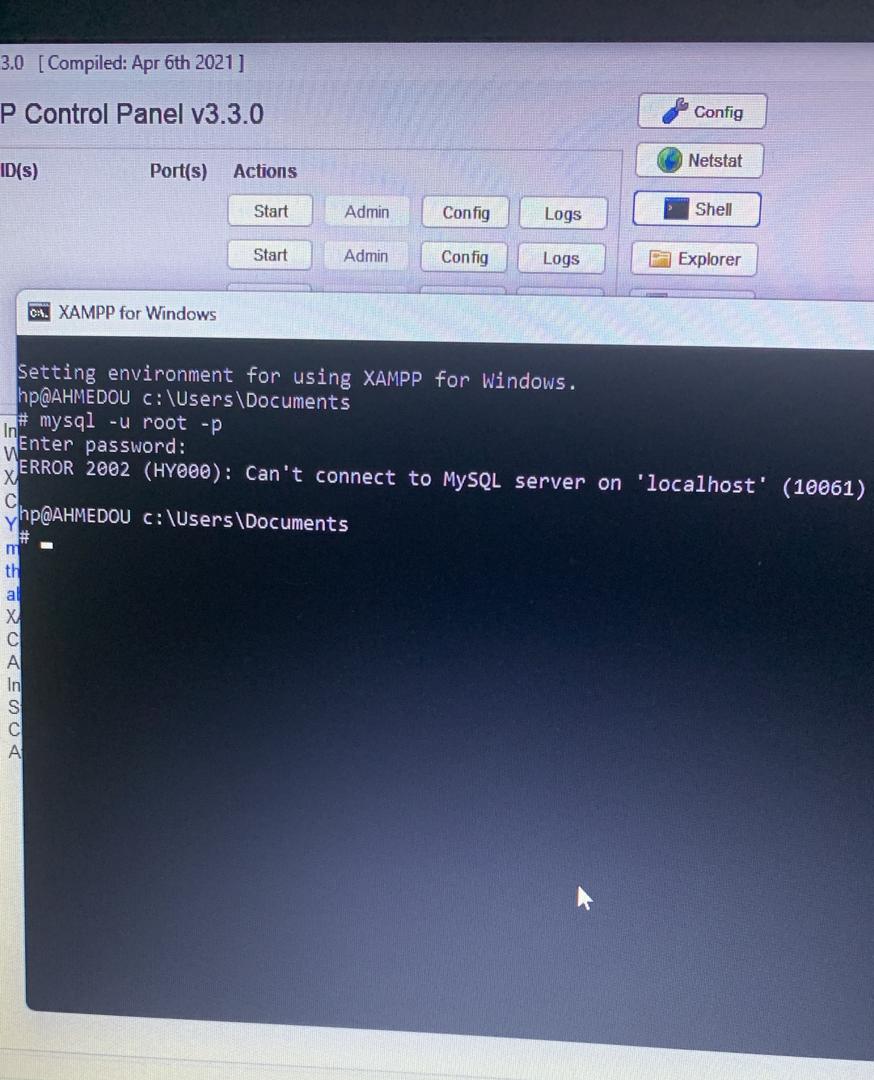 3.0 [ Compiled: Apr 6th 2021 ]
P Control Panel v3.3.0
Config
Netstat
ID(s) Port(s) Actions
Start Admin Config Logs
Shell
Start Admin Config Logs
Explorer
XAMPP for Windows
Setting environment for using XAMPP for Windows.
hp@AHMEDOU c:\Users\Documents
# mysql -u root -p
Enter password:
ERROR 2002 (HY000): Can't connect to MySQL server on 'localhost' (10061)
hp@AHMEDOU c:\Users\Documents
#
In
W
X
C
Y
m
th
al
X
C
A
In
S
C
A